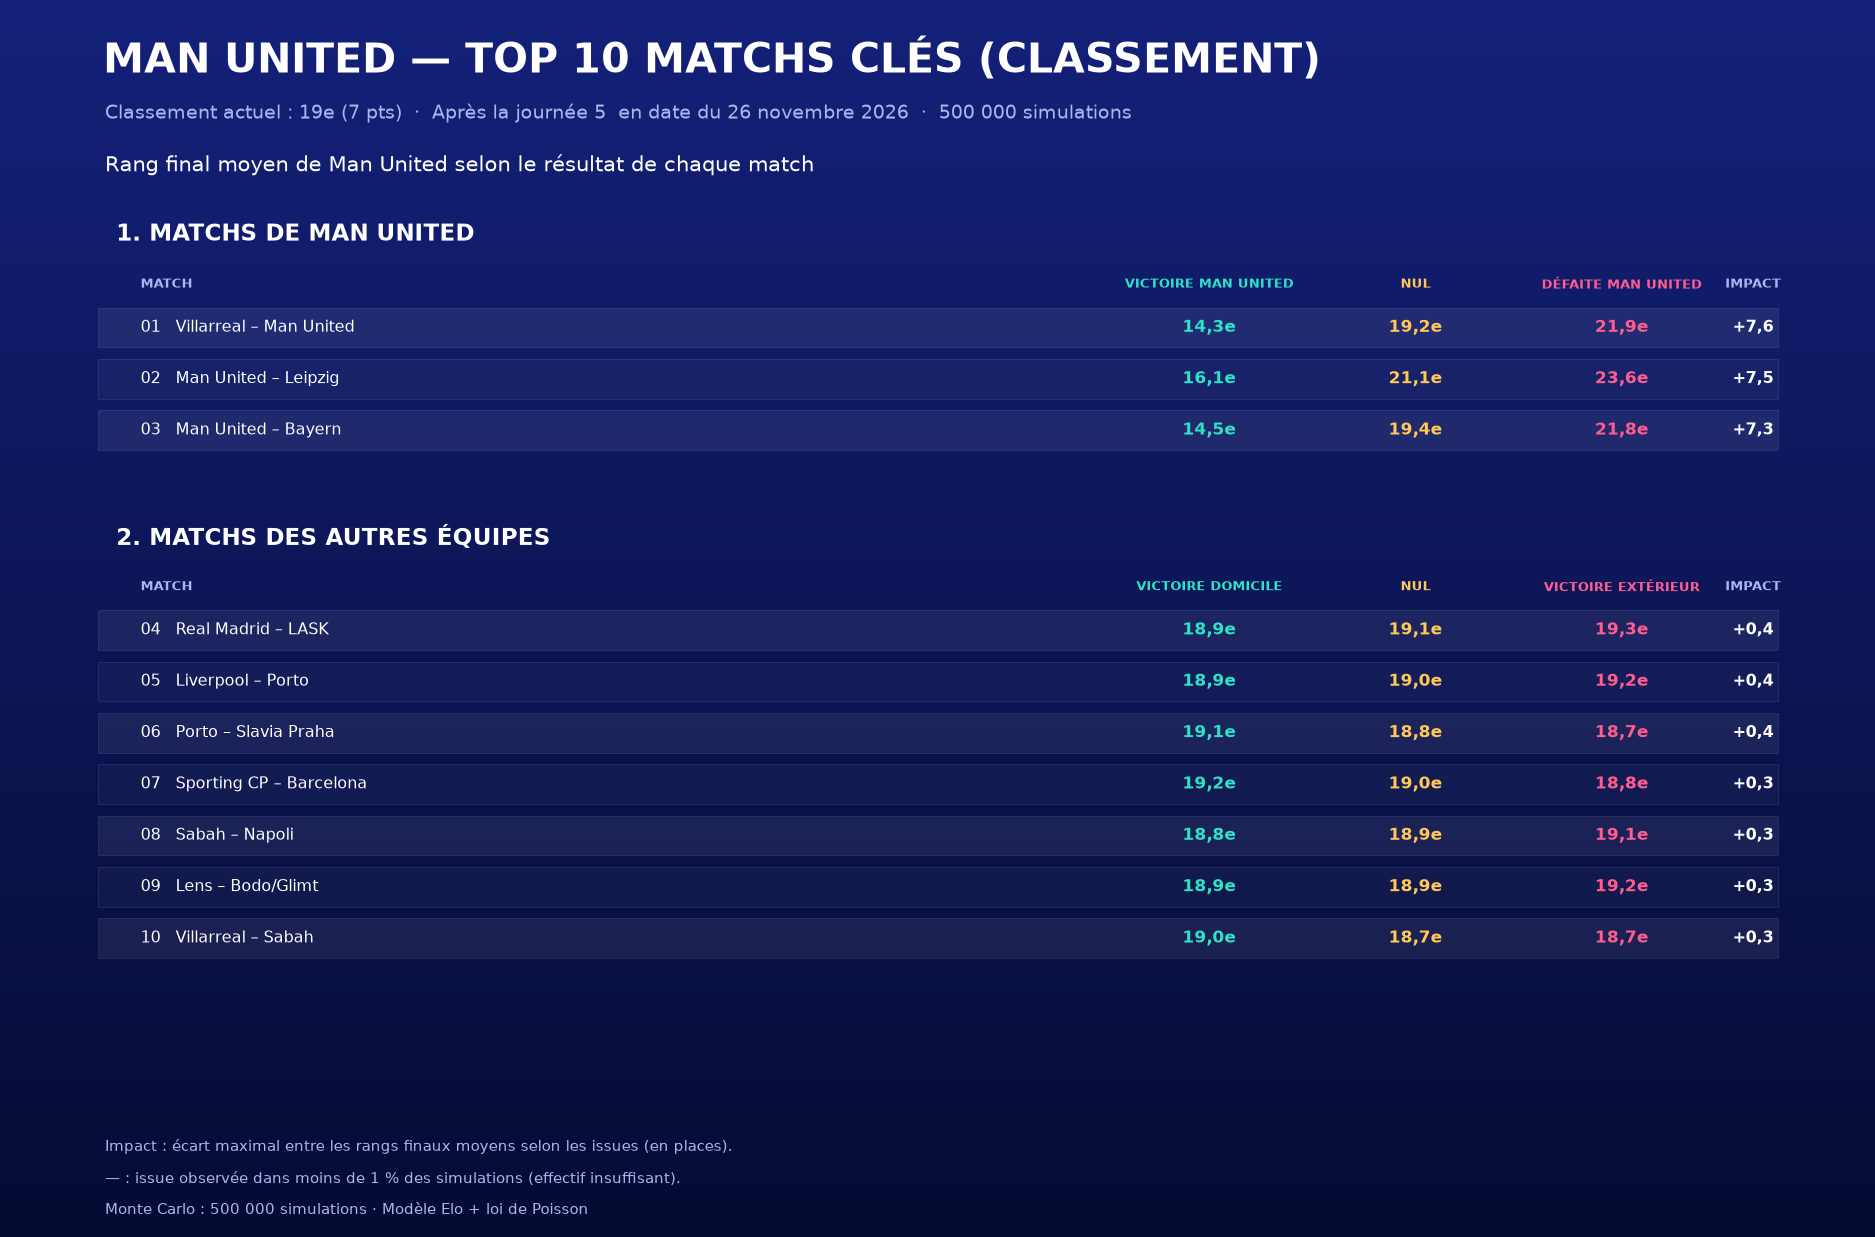 MAN UNITED — TOP 10 MATCHS CLÉS (CLASSEMENT)
Classement actuel : 19e (7 pts) · Après la journée 5 en date du 26 novembre 2026 · 500 000 simulations
Rang final moyen de Man United selon le résultat de chaque match
1. MATCHS DE MAN UNITED
MATCH VICTOIRE MAN UNITED NUL DÉFAITE MAN UNITED IMPACT
01 Villarreal – Man United 14,3e 19,2e 21,9e +7,6
02 Man United – Leipzig 16,1e 21,1e 23,6e +7,5
03 Man United – Bayern 14,5e 19,4e 21,8e +7,3
2. MATCHS DES AUTRES ÉQUIPES
MATCH VICTOIRE DOMICILE NUL VICTOIRE EXTÉRIEUR IMPACT
04 Real Madrid – LASK 18,9e 19,1e 19,3e +0,4
05 Liverpool – Porto 18,9e 19,0e 19,2e +0,4
06 Porto – Slavia Praha 19,1e 18,8e 18,7e +0,4
07 Sporting CP – Barcelona 19,2e 19,0e 18,8e +0,3
08 Sabah – Napoli 18,8e 18,9e 19,1e +0,3
09 Lens – Bodo/Glimt 18,9e 18,9e 19,2e +0,3
10 Villarreal – Sabah 19,0e 18,7e 18,7e +0,3
Impact : écart maximal entre les rangs finaux moyens selon les issues (en places).
— : issue observée dans moins de 1 % des simulations (effectif insuffisant).
Monte Carlo : 500 000 simulations · Modèle Elo + loi de Poisson